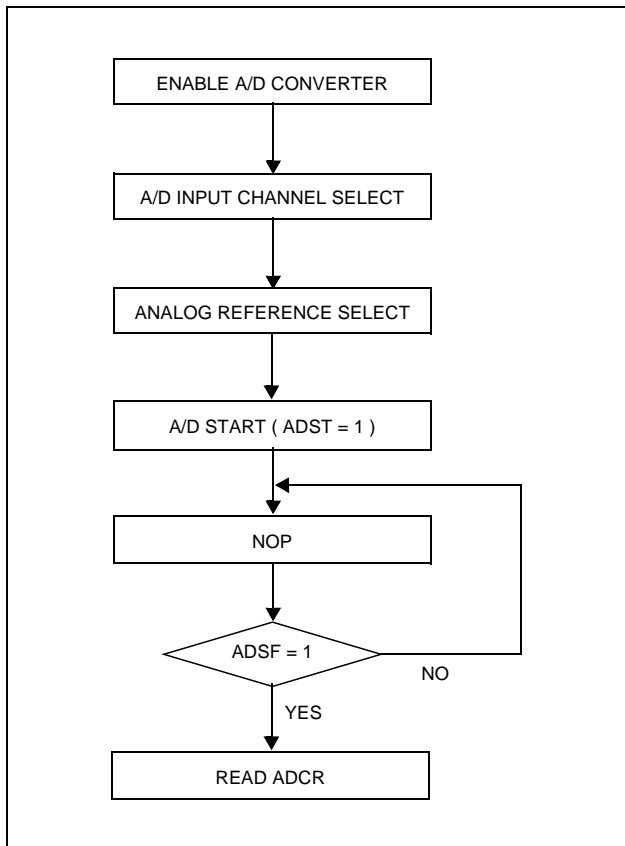 ENABLE A/D CONVERTER
A/D INPUT CHANNEL SELECT
ANALOG REFERENCE SELECT
A/D START ( ADST = 1 )
NOP
ADSF = 1
NO
YES
READ ADCR